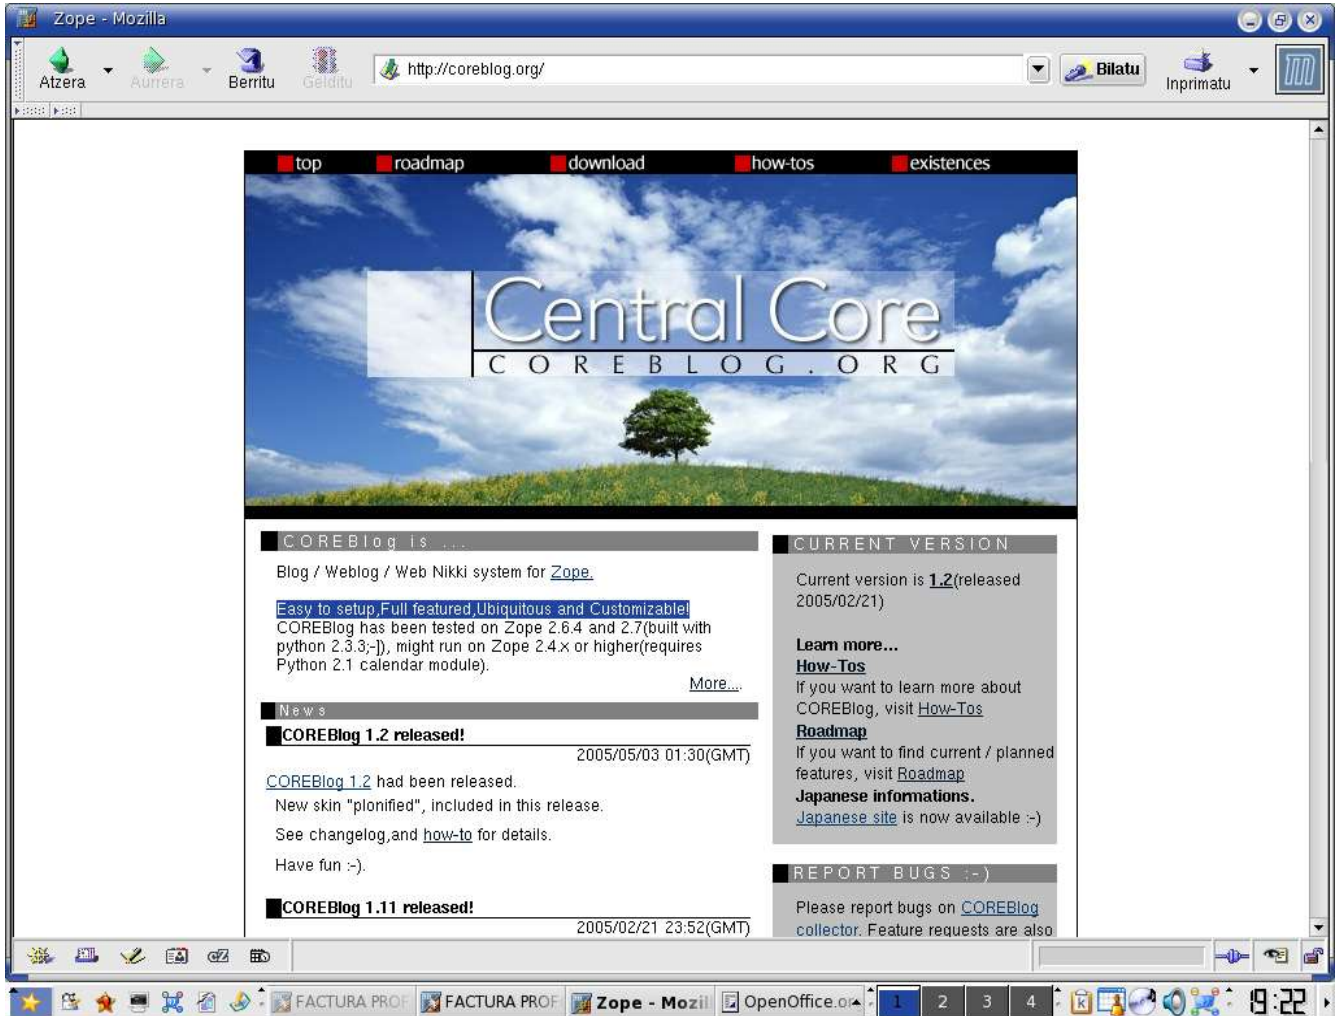 Zope - Mozilla
Atzera
Aurrera
Berritu
Gelditu
http://coreblog.org/
Bilatu
Inprimatu
top roadmap download how-tos existences
Central Core
COREBLOG.ORG
COREBlog is ...
Blog / Weblog / Web Nikki system for Zope.
Easy to setup,Full featured,Ubiquitous and Customizable!
COREBlog has been tested on Zope 2.6.4 and 2.7(built with
python 2.3.3;-]), might run on Zope 2.4.x or higher(requires
Python 2.1 calendar module).
More....
News
COREBlog 1.2 released!
2005/05/03 01:30(GMT)
COREBlog 1.2 had been released.
New skin "plonified", included in this release.
See changelog,and how-to for details.
Have fun :-).
COREBlog 1.11 released!
2005/02/21 23:52(GMT)
CURRENT VERSION
Current version is 1.2(released
2005/02/21)
Learn more...
How-Tos
If you want to learn more about
COREBlog, visit How-Tos
Roadmap
If you want to find current / planned
features, visit Roadmap
Japanese informations.
Japanese site is now available :-)
REPORT BUGS :-)
Please report bugs on COREBlog
collector. Feature requests are also
FACTURA PROF
FACTURA PROF
Zope - Mozil
OpenOffice.or
1 2 3 4
19:22